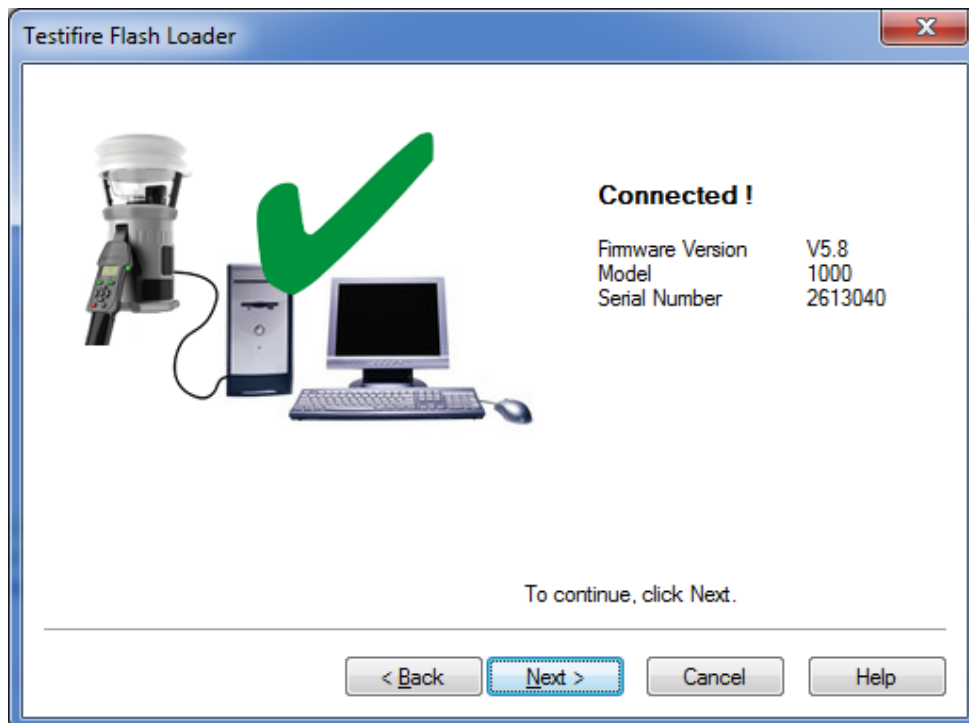 Testifire Flash Loader
Connected !
Firmware Version V5.8
Model 1000
Serial Number 2613040
To continue, click Next.
< Back Next > Cancel Help